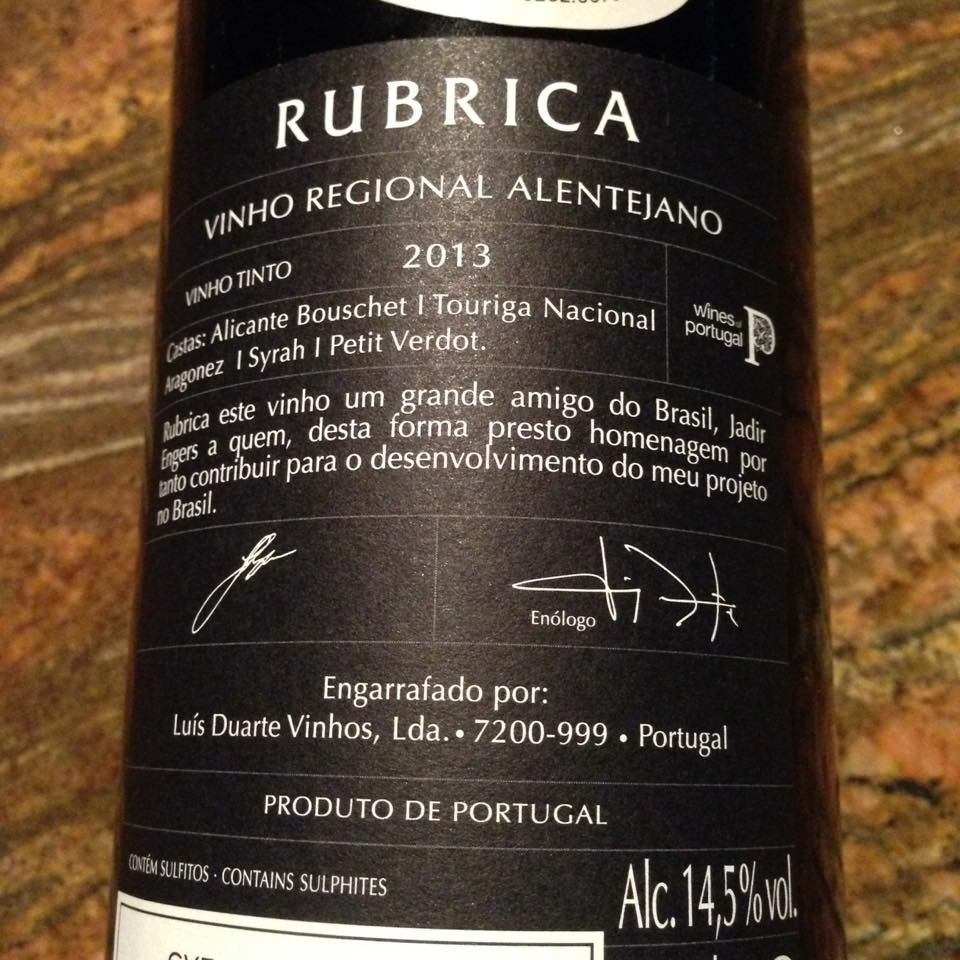 RUBRICA
VINHO REGIONAL ALENTEJANO
VINHO TINTO 2013
Castas: Alicante Bouschet | Touriga Nacional
Aragonez | Syrah | Petit Verdot.
wines of
portugal
Rubrica este vinho um grande amigo do Brasil, Jadir
Engers a quem, desta forma presto homenagem por
tanto contribuir para o desenvolvimento do meu projeto
no Brasil.
Enólogo
Engarrafado por:
Luís Duarte Vinhos, Lda. • 7200-999 • Portugal
PRODUTO DE PORTUGAL
CONTÉM SULFITOS · CONTAINS SULPHITES
Alc. 14,5% vol.